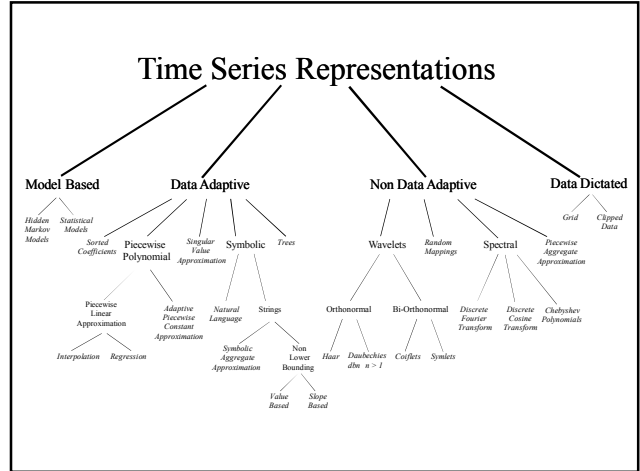 Time Series Representations
Model Based
Data Adaptive
Non Data Adaptive
Data Dictated
Hidden
Markov
Models
Statistical
Models
Sorted
Coefficients
Piecewise
Polynomial
Singular
Value
Approximation
Symbolic
Trees
Wavelets
Random
Mappings
Spectral
Piecewise
Aggregate
Approximation
Grid
Clipped
Data
Piecewise
Linear
Approximation
Adaptive
Piecewise
Constant
Approximation
Natural
Language
Strings
Orthonormal
Bi-Orthonormal
Discrete
Fourier
Transform
Discrete
Cosine
Transform
Chebyshev
Polynomials
Interpolation
Regression
Symbolic
Aggregate
Approximation
Non
Lower
Bounding
Haar
Daubechies
dbn n > 1
Coiflets
Symlets
Value
Based
Slope
Based